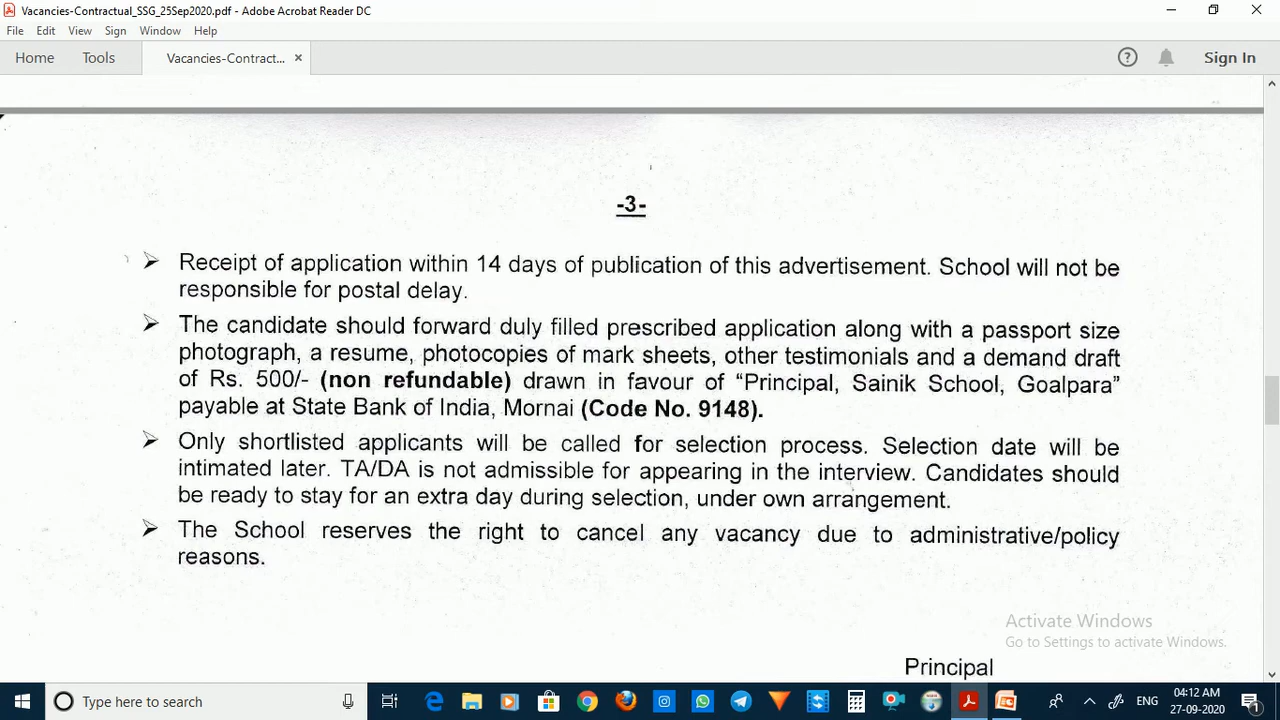 Vacancies-Contractual_SSG_25Sep2020.pdf - Adobe Acrobat Reader DC
File Edit View Sign Window Help
Home Tools Vacancies-Contract... × ? Sign In
-3-
➢ Receipt of application within 14 days of publication of this advertisement. School will not be
responsible for postal delay.
➢ The candidate should forward duly filled prescribed application along with a passport size
photograph, a resume, photocopies of mark sheets, other testimonials and a demand draft
of Rs. 500/- (non refundable) drawn in favour of “Principal, Sainik School, Goalpara”
payable at State Bank of India, Mornai (Code No. 9148).
➢ Only shortlisted applicants will be called for selection process. Selection date will be
intimated later. TA/DA is not admissible for appearing in the interview. Candidates should
be ready to stay for an extra day during selection, under own arrangement.
➢ The School reserves the right to cancel any vacancy due to administrative/policy
reasons.
Activate Windows
Go to Settings to activate Windows.
Principal
Type here to search
ENG
04:12 AM
27-09-2020
1